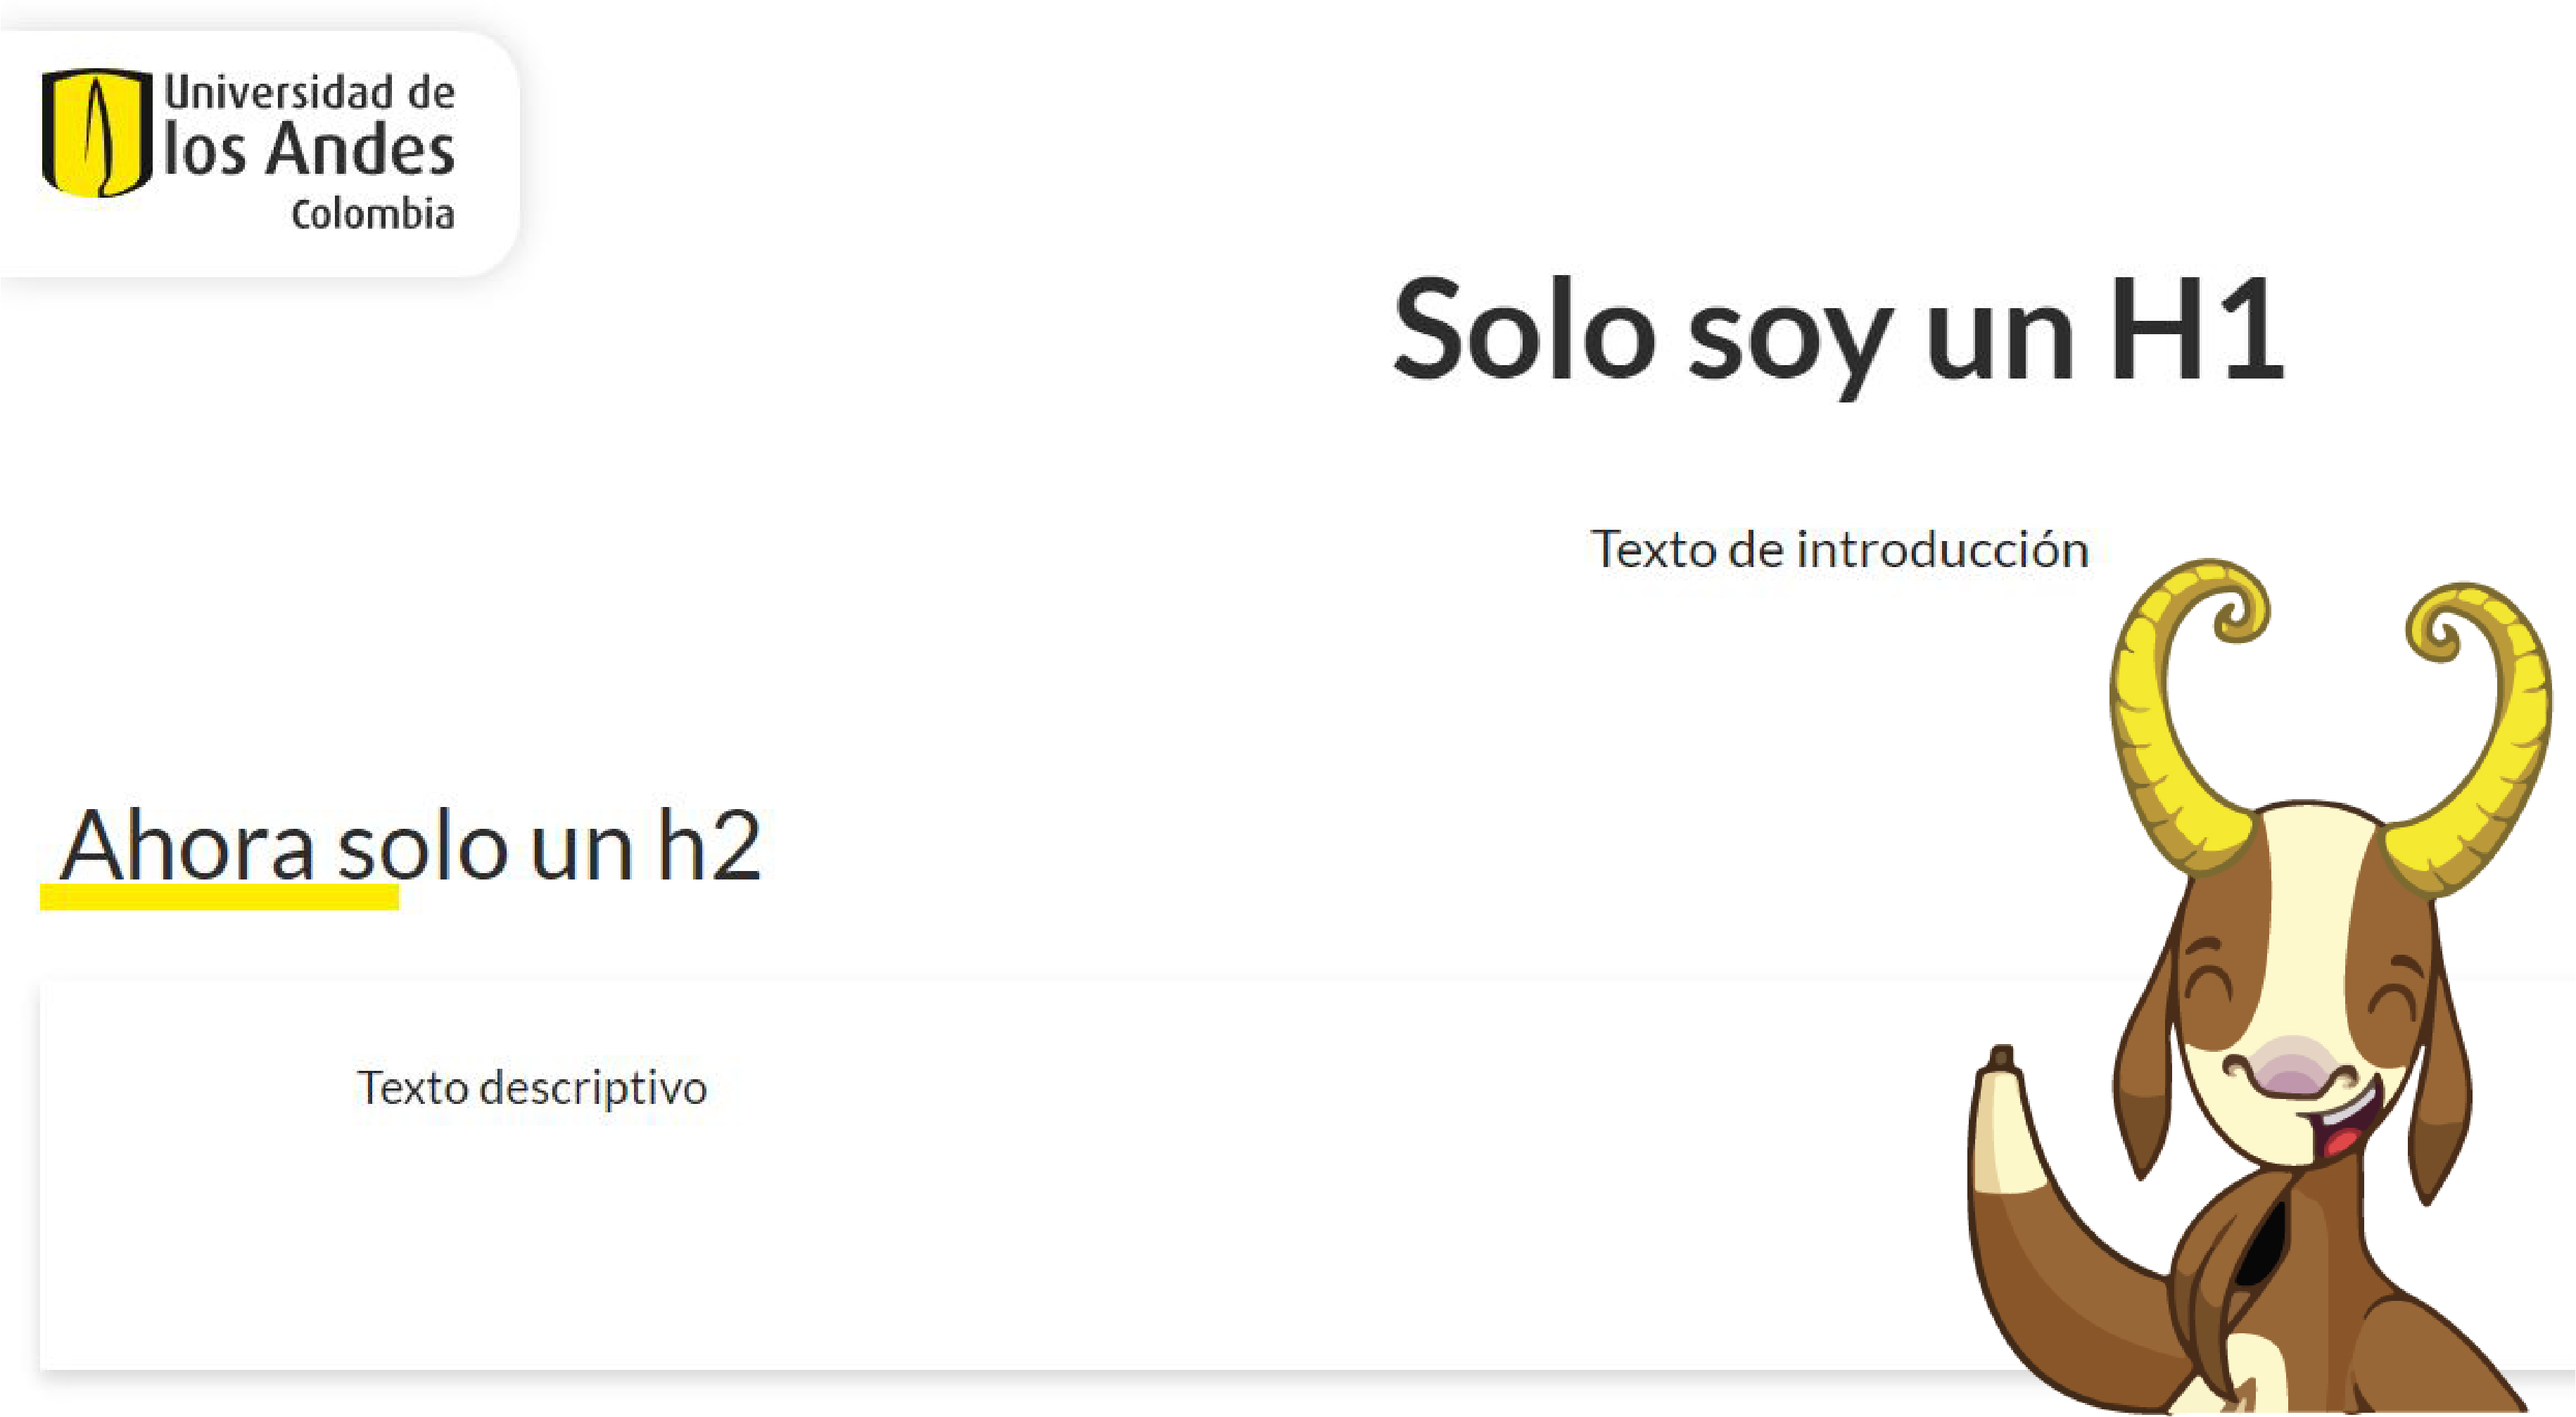 Universidad de
los Andes
Colombia
Solo soy un H1
Texto de introducción
Ahora solo un h2
Texto descriptivo